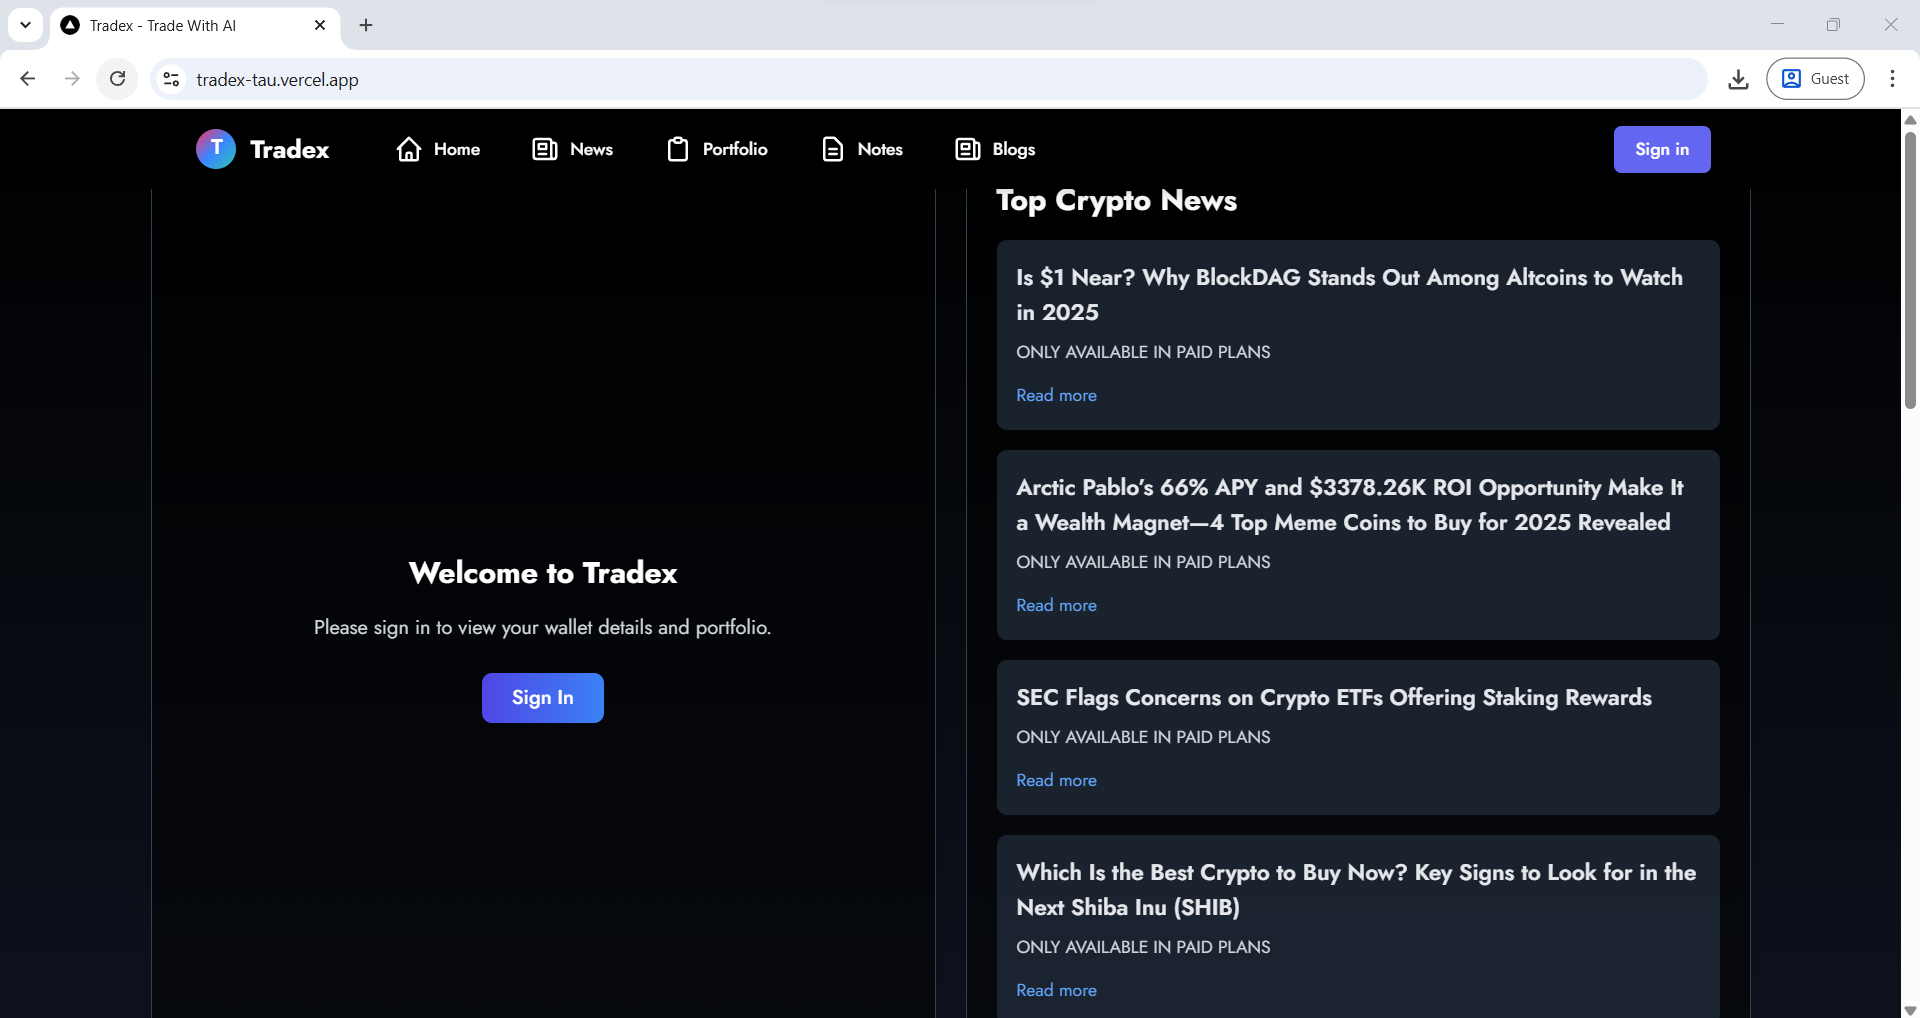 Tradex - Trade With AI
tradex-tau.vercel.app
Guest
T
Tradex
Home
News
Portfolio
Notes
Blogs
Sign in
Welcome to Tradex
Please sign in to view your wallet details and portfolio.
Sign In
Top Crypto News
Is $1 Near? Why BlockDAG Stands Out Among Altcoins to Watch
in 2025
ONLY AVAILABLE IN PAID PLANS
Read more
Arctic Pablo’s 66% APY and $3378.26K ROI Opportunity Make It
a Wealth Magnet—4 Top Meme Coins to Buy for 2025 Revealed
ONLY AVAILABLE IN PAID PLANS
Read more
SEC Flags Concerns on Crypto ETFs Offering Staking Rewards
ONLY AVAILABLE IN PAID PLANS
Read more
Which Is the Best Crypto to Buy Now? Key Signs to Look for in the
Next Shiba Inu (SHIB)
ONLY AVAILABLE IN PAID PLANS
Read more